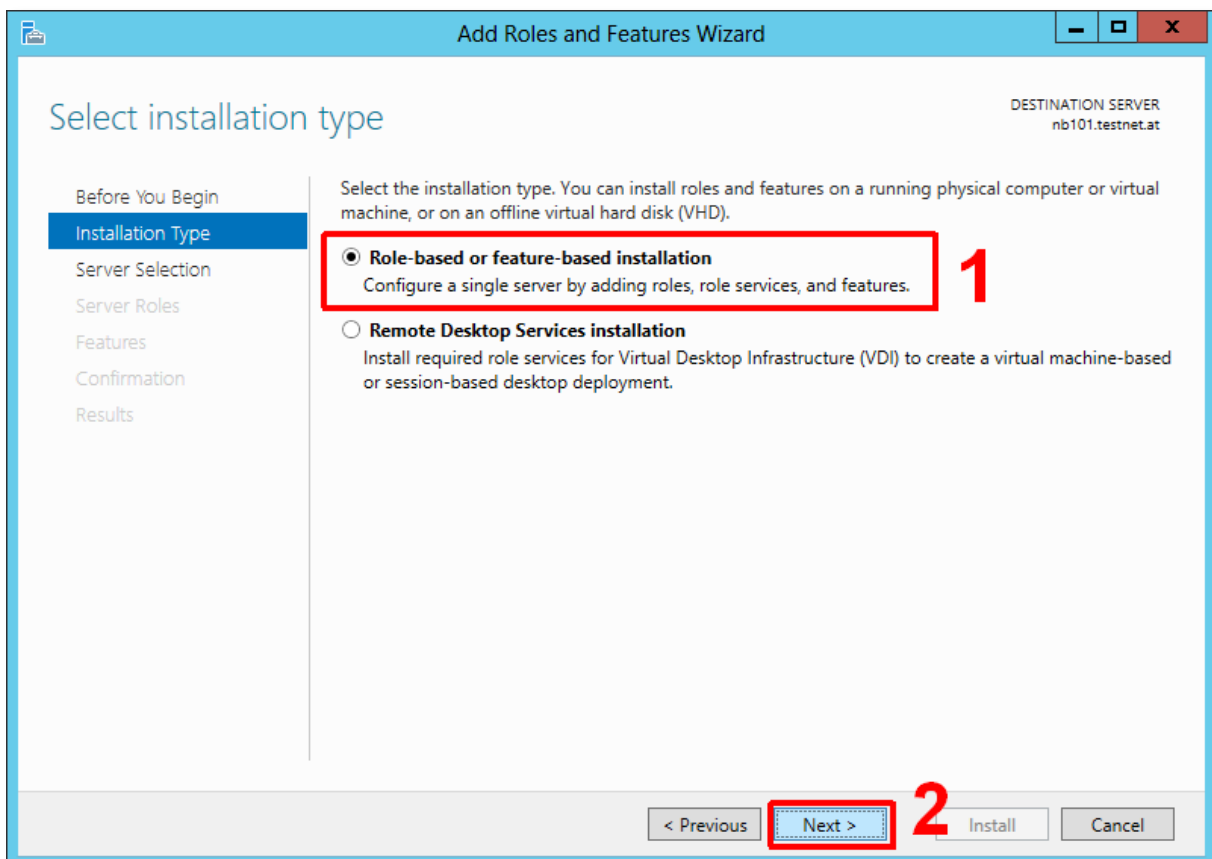 Add Roles and Features Wizard
X
Select installation type
DESTINATION SERVER
nb101.testnet.at
Before You Begin
Installation Type
Server Selection
Server Roles
Features
Confirmation
Results
Select the installation type. You can install roles and features on a running physical computer or virtual
machine, or on an offline virtual hard disk (VHD).
Role-based or feature-based installation
Configure a single server by adding roles, role services, and features.
1
Remote Desktop Services installation
Install required role services for Virtual Desktop Infrastructure (VDI) to create a virtual machine-based
or session-based desktop deployment.
< Previous
Next >
2
Install
Cancel